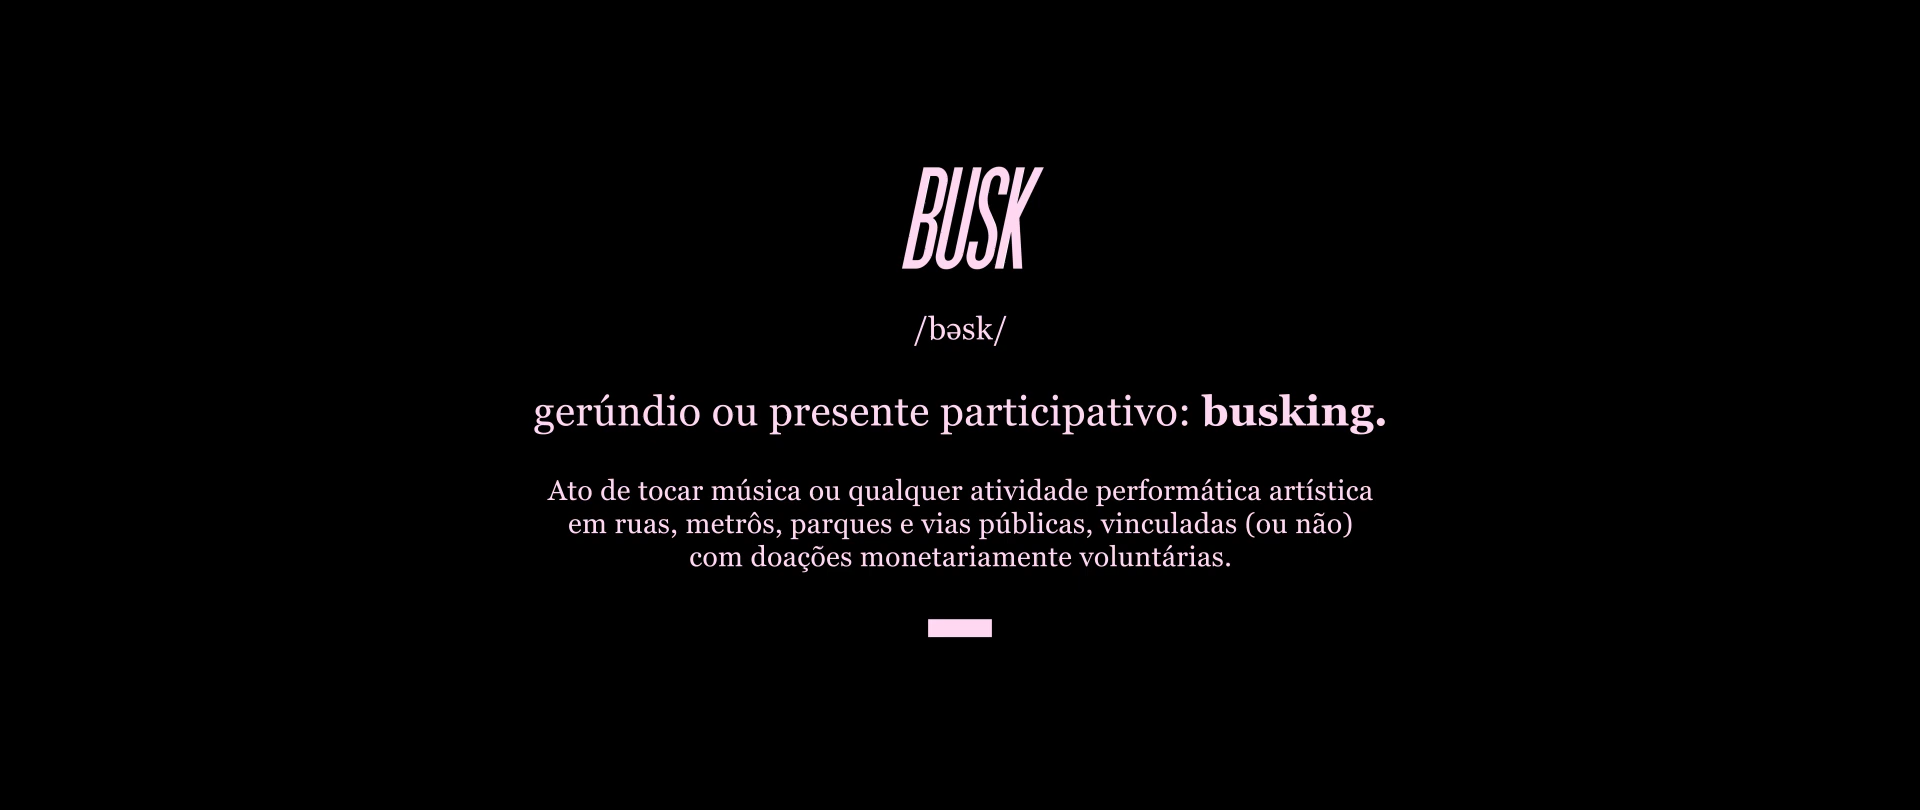 BUSK
/bəsk/
gerúndio ou presente participativo: busking.
Ato de tocar música ou qualquer atividade performática artística
em ruas, metrôs, parques e vias públicas, vinculadas (ou não)
com doações monetariamente voluntárias.